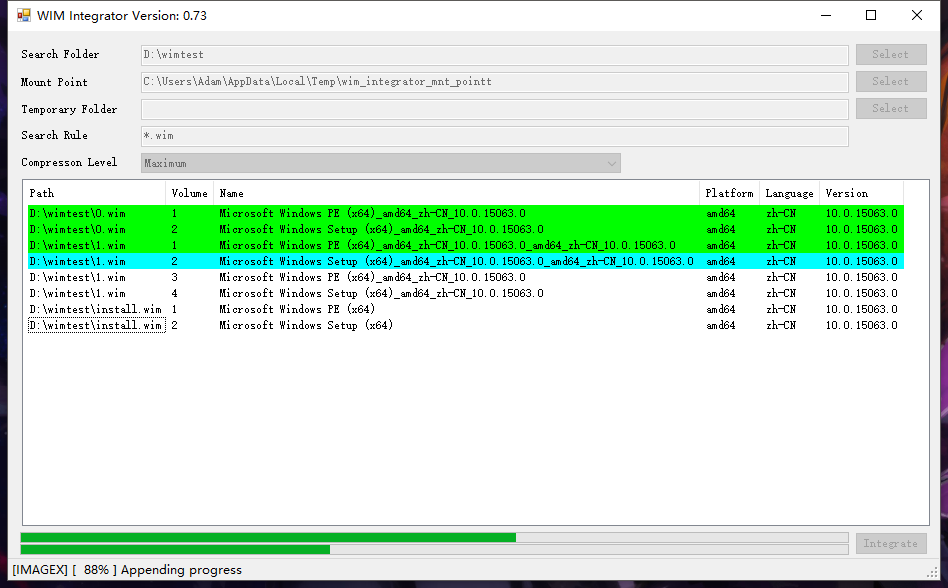 WIM Integrator Version: 0.73
Search Folder D:\wimtest Select
Mount Point C:\Users\Adam\AppData\Local\Temp\wim_integrator_mnt_pointt Select
Temporary Folder Select
Search Rule *.wim
Compresson Level Maximum
Path Volume Name Platform Language Version
D:\wimtest\0.wim 1 Microsoft Windows PE (x64)_amd64_zh-CN_10.0.15063.0 amd64 zh-CN 10.0.15063.0
D:\wimtest\0.wim 2 Microsoft Windows Setup (x64)_amd64_zh-CN_10.0.15063.0 amd64 zh-CN 10.0.15063.0
D:\wimtest\1.wim 1 Microsoft Windows PE (x64)_amd64_zh-CN_10.0.15063.0_amd64_zh-CN_10.0.15063.0 amd64 zh-CN 10.0.15063.0
D:\wimtest\1.wim 2 Microsoft Windows Setup (x64)_amd64_zh-CN_10.0.15063.0_amd64_zh-CN_10.0.15063.0 amd64 zh-CN 10.0.15063.0
D:\wimtest\1.wim 3 Microsoft Windows PE (x64)_amd64_zh-CN_10.0.15063.0 amd64 zh-CN 10.0.15063.0
D:\wimtest\1.wim 4 Microsoft Windows Setup (x64)_amd64_zh-CN_10.0.15063.0 amd64 zh-CN 10.0.15063.0
D:\wimtest\install.wim 1 Microsoft Windows PE (x64) amd64 zh-CN 10.0.15063.0
D:\wimtest\install.wim 2 Microsoft Windows Setup (x64) amd64 zh-CN 10.0.15063.0
Integrate
[IMAGEX] [ 88% ] Appending progress